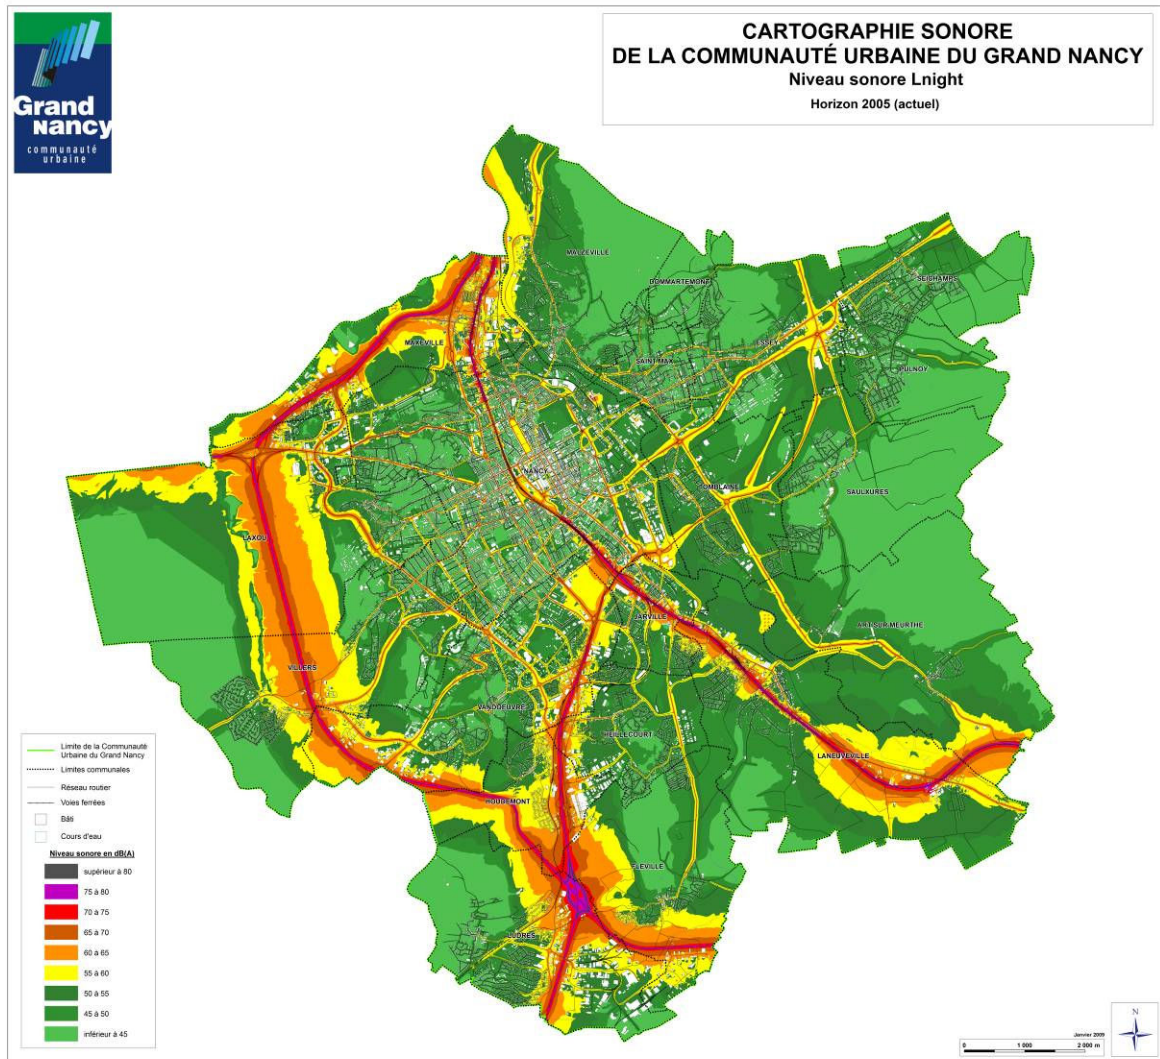 Grand
Nancy
communauté
urbaine
CARTOGRAPHIE SONORE
DE LA COMMUNAUTÉ URBAINE DU GRAND NANCY
Niveau sonore Lnight
Horizon 2005 (actuel)
MALZEVILLE
DOMMARTEMONT
SEICHAMPS
MAXEVILLE
ESSEY
SAINT MAX
PULNOY
NANCY
TOMBLAINE
SAULXURES
LAXOU
JARVILLE
ART SUR MEURTHE
VILLERS
VANDOEUVRE
HEILLECOURT
LANEUVEVILLE
HOUDEMONT
FLEVILLE
LUDRES
Limite de la Communauté
Urbaine du Grand Nancy
Limites communales
Réseau routier
Voies ferrées
Bâti
Cours d'eau
Niveau sonore en dB(A)
supérieur à 80
75 à 80
70 à 75
65 à 70
60 à 65
55 à 60
50 à 55
45 à 50
inférieur à 45
Janvier 2009
0 1 000 2 000 m
N